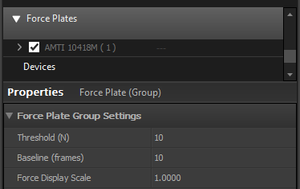 Force Plates
AMTI 10418M ( 1 ) ----
Devices
Properties Force Plate (Group)
Force Plate Group Settings
Threshold (N) 10
Baseline (frames) 10
Force Display Scale 1.0000